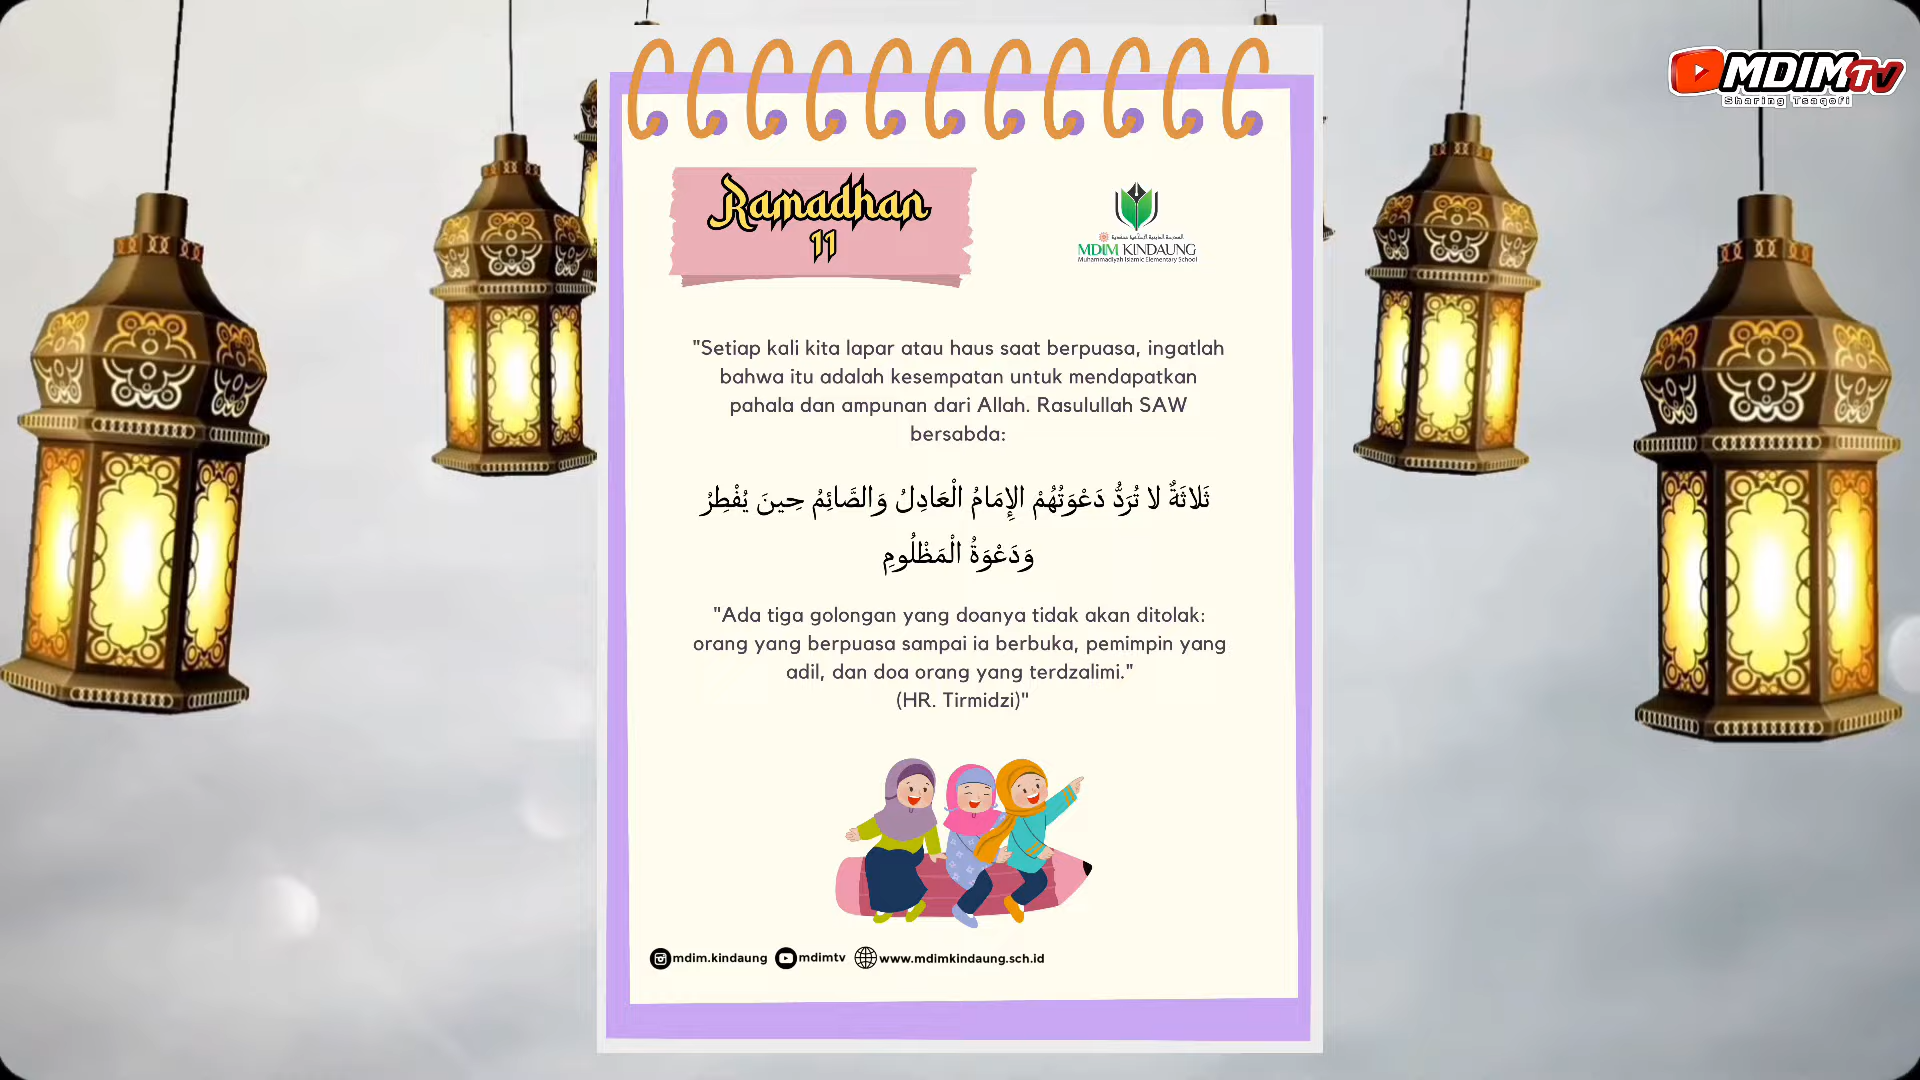 MDIMTV
Sharing Tsaqofi
Ramadhan
11
MDIM KINDAUNG
Muhammadiyah Islamic Elementary School
"Setiap kali kita lapar atau haus saat berpuasa, ingatlah
bahwa itu adalah kesempatan untuk mendapatkan
pahala dan ampunan dari Allah. Rasulullah SAW
bersabda:
ثَلاثَةٌ لا تُرَدُّ دَعْوَتُهُمْ الإِمَامُ الْعَادِلُ وَالصَّائِمُ حِينَ يُفْطِرُ
وَدَعْوَةُ الْمَظْلُومِ
"Ada tiga golongan yang doanya tidak akan ditolak:
orang yang berpuasa sampai ia berbuka, pemimpin yang
adil, dan doa orang yang terdzalimi."
(HR. Tirmidzi)"
mdim.kindaung mdimtv www.mdimkindaung.sch.id